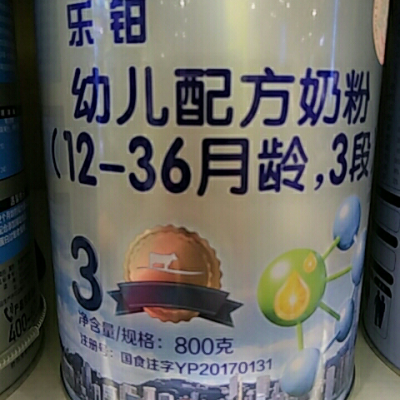 乐铂
幼儿配方奶粉
(12-36月龄,3段
3
净含量/规格: 800克
注册号: 国食注字YP20170131
400